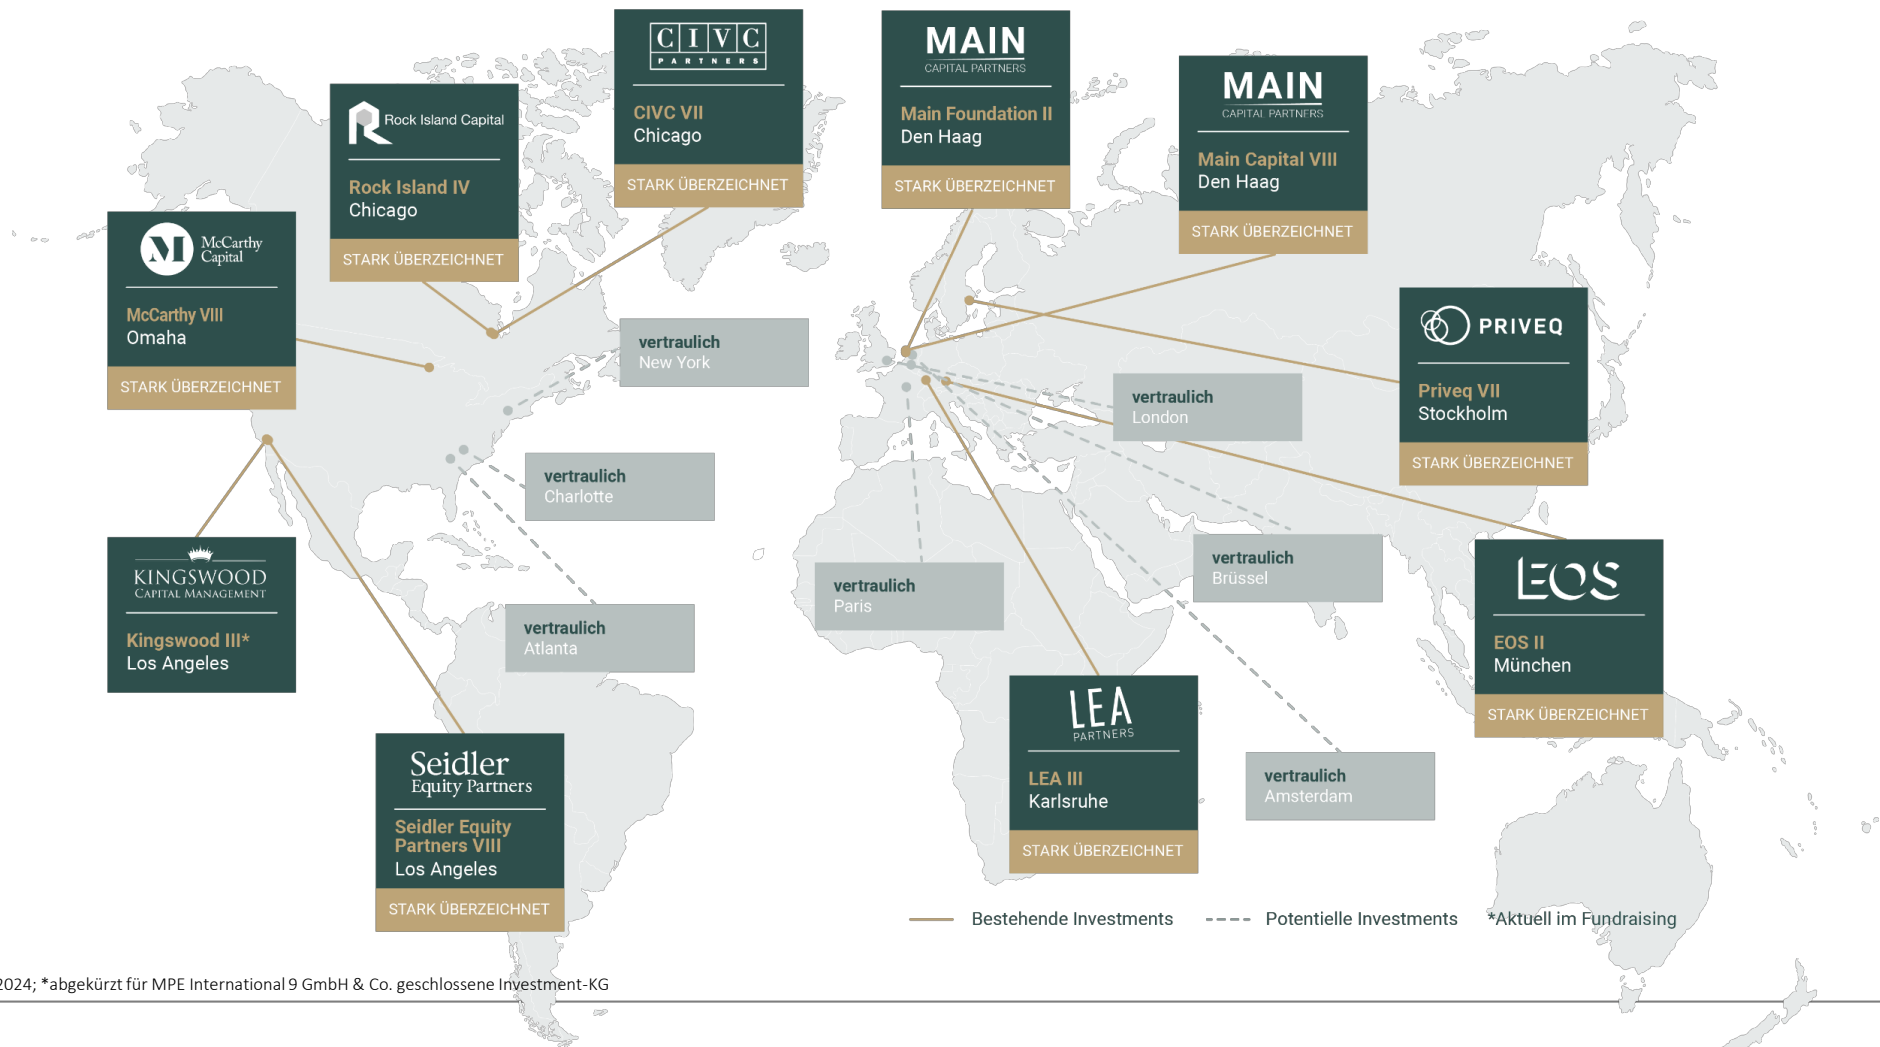 CIVC
PARTNERS
CIVC VII
Chicago
STARK ÜBERZEICHNET
MAIN
CAPITAL PARTNERS
Main Foundation II
Den Haag
STARK ÜBERZEICHNET
MAIN
CAPITAL PARTNERS
Main Capital VIII
Den Haag
STARK ÜBERZEICHNET
R
Rock Island Capital
Rock Island IV
Chicago
STARK ÜBERZEICHNET
M
McCarthy
Capital
McCarthy VIII
Omaha
STARK ÜBERZEICHNET
vertraulich
New York
PRIVEQ
Priveq VII
Stockholm
STARK ÜBERZEICHNET
vertraulich
London
vertraulich
Charlotte
KINGSWOOD
CAPITAL MANAGEMENT
Kingswood III*
Los Angeles
vertraulich
Atlanta
vertraulich
Paris
vertraulich
Brüssel
EOS
EOS II
München
STARK ÜBERZEICHNET
LEA
PARTNERS
LEA III
Karlsruhe
STARK ÜBERZEICHNET
vertraulich
Amsterdam
Seidler
Equity Partners
Seidler Equity
Partners VIII
Los Angeles
STARK ÜBERZEICHNET
Bestehende Investments
Potentielle Investments
*Aktuell im Fundraising
2024; *abgekürzt für MPE International 9 GmbH & Co. geschlossene Investment-KG